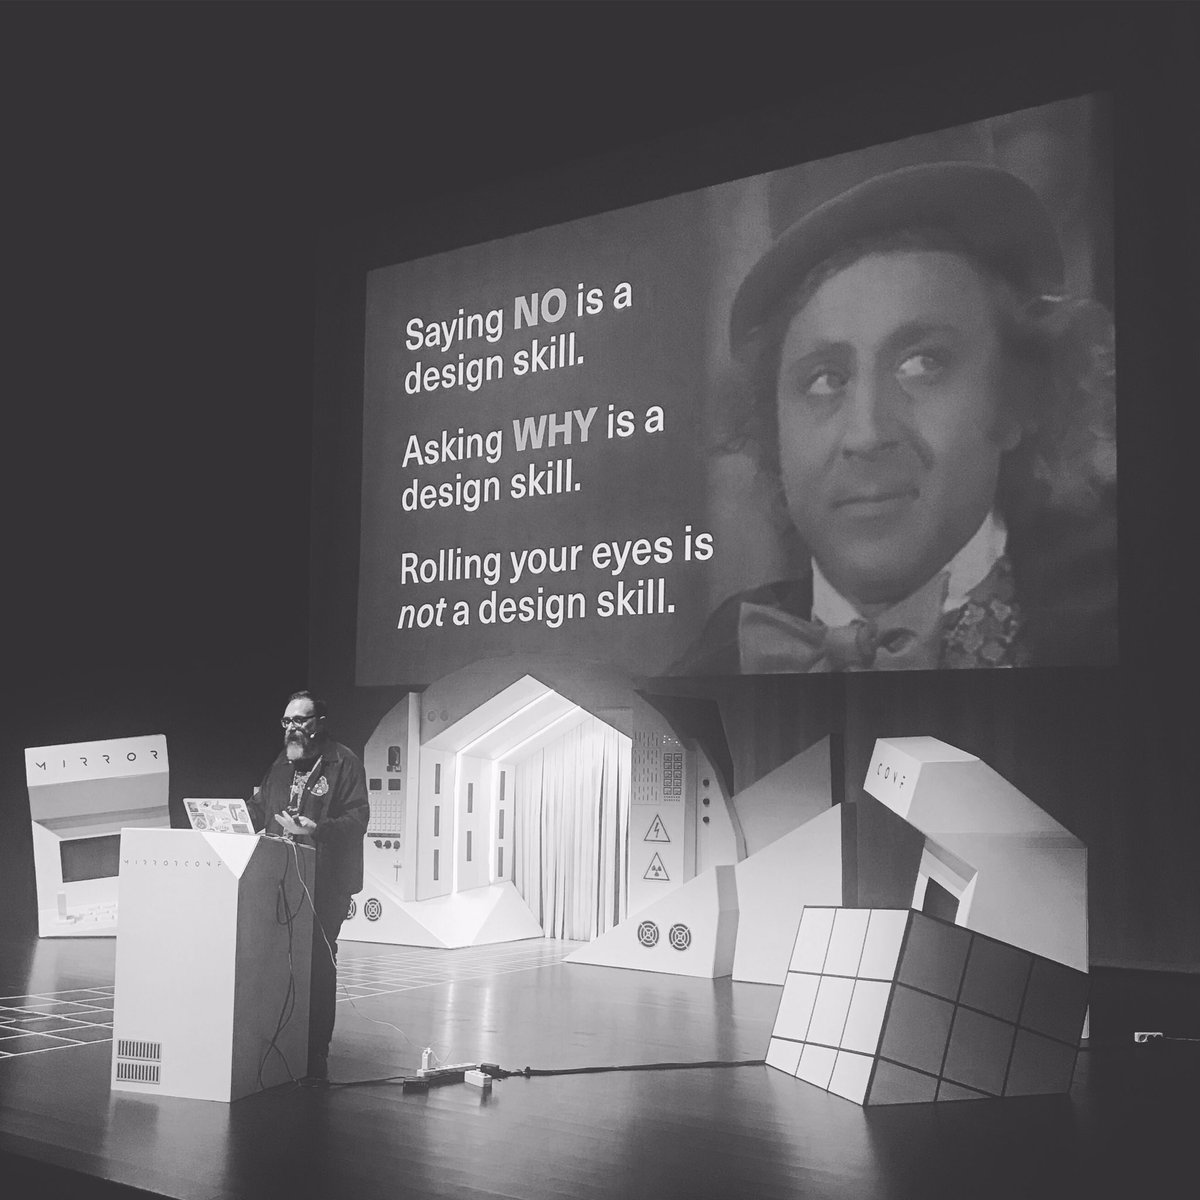 Saying NO is a
design skill.
Asking WHY is a
design skill.
Rolling your eyes is
not a design skill.
MIRROR
CONF
MIRRORCONF